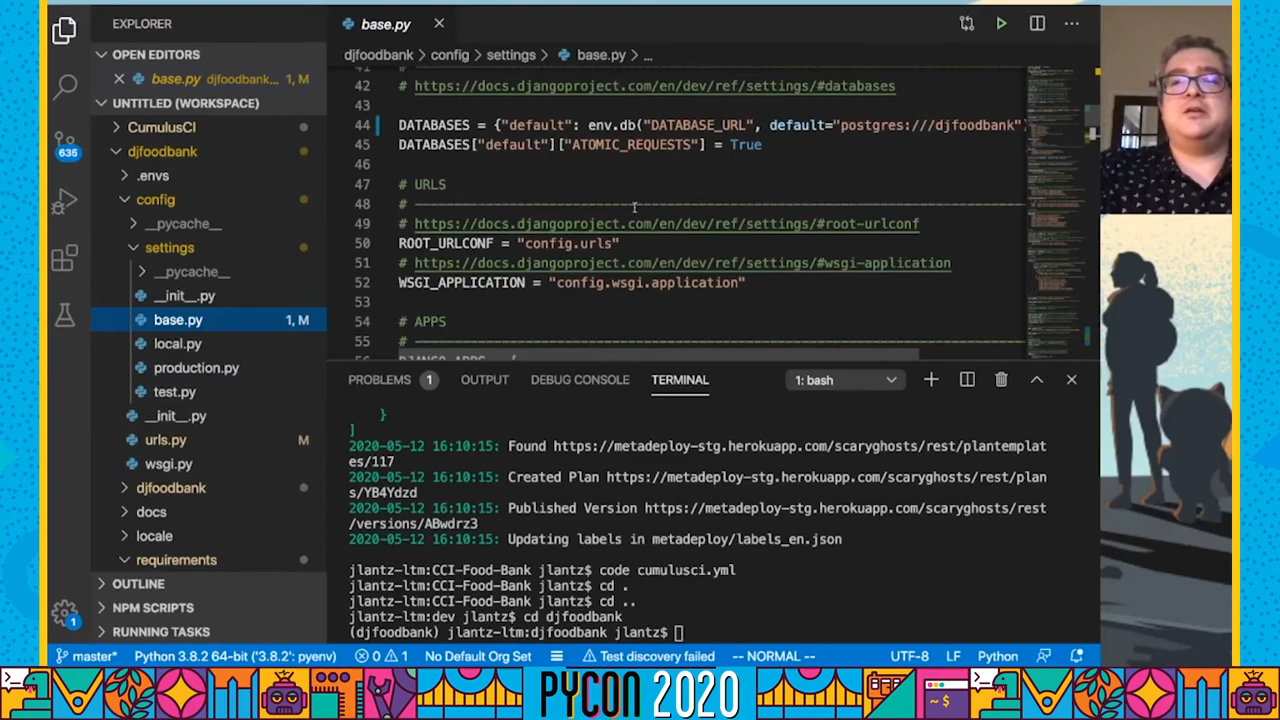 EXPLORER
OPEN EDITORS
base.py djfoodbank... 1, M
UNTITLED (WORKSPACE)
CumulusCI
djfoodbank
.envs
config
__pycache__
settings
__pycache__
__init__.py
base.py 1, M
local.py
production.py
test.py
__init__.py
urls.py M
wsgi.py
djfoodbank
docs
locale
requirements
OUTLINE
NPM SCRIPTS
RUNNING TASKS
635
1
base.py
djfoodbank > config > settings > base.py > ...
42 # https://docs.djangoproject.com/en/dev/ref/settings/#databases
43
44 DATABASES = {"default": env.db("DATABASE_URL", default="postgres:///djfoodbank"
45 DATABASES["default"]["ATOMIC_REQUESTS"] = True
46
47 # URLS
48 #
49 # https://docs.djangoproject.com/en/dev/ref/settings/#root-urlconf
50 ROOT_URLCONF = "config.urls"
51 # https://docs.djangoproject.com/en/dev/ref/settings/#wsgi-application
52 WSGI_APPLICATION = "config.wsgi.application"
53
54 # APPS
55 #
PROBLEMS 1 OUTPUT DEBUG CONSOLE TERMINAL 1: bash
}
]
2020-05-12 16:10:15: Found https://metadeploy-stg.herokuapp.com/scaryghosts/rest/plantemplat
es/117
2020-05-12 16:10:15: Created Plan https://metadeploy-stg.herokuapp.com/scaryghosts/rest/plan
s/YB4Ydzd
2020-05-12 16:10:15: Published Version https://metadeploy-stg.herokuapp.com/scaryghosts/rest
/versions/ABwdrz3
2020-05-12 16:10:15: Updating labels in metadeploy/labels_en.json
jlantz-ltm:CCI-Food-Bank jlantz$ code cumulusci.yml
jlantz-ltm:CCI-Food-Bank jlantz$ cd .
jlantz-ltm:CCI-Food-Bank jlantz$ cd ..
jlantz-ltm:dev jlantz$ cd djfoodbank
(djfoodbank) jlantz-ltm:djfoodbank jlantz$
master* Python 3.8.2 64-bit ('3.8.2': pyenv) 0 1 No Default Org Set Test discovery failed -- NORMAL -- UTF-8 LF Python
PYCON 2020
~$